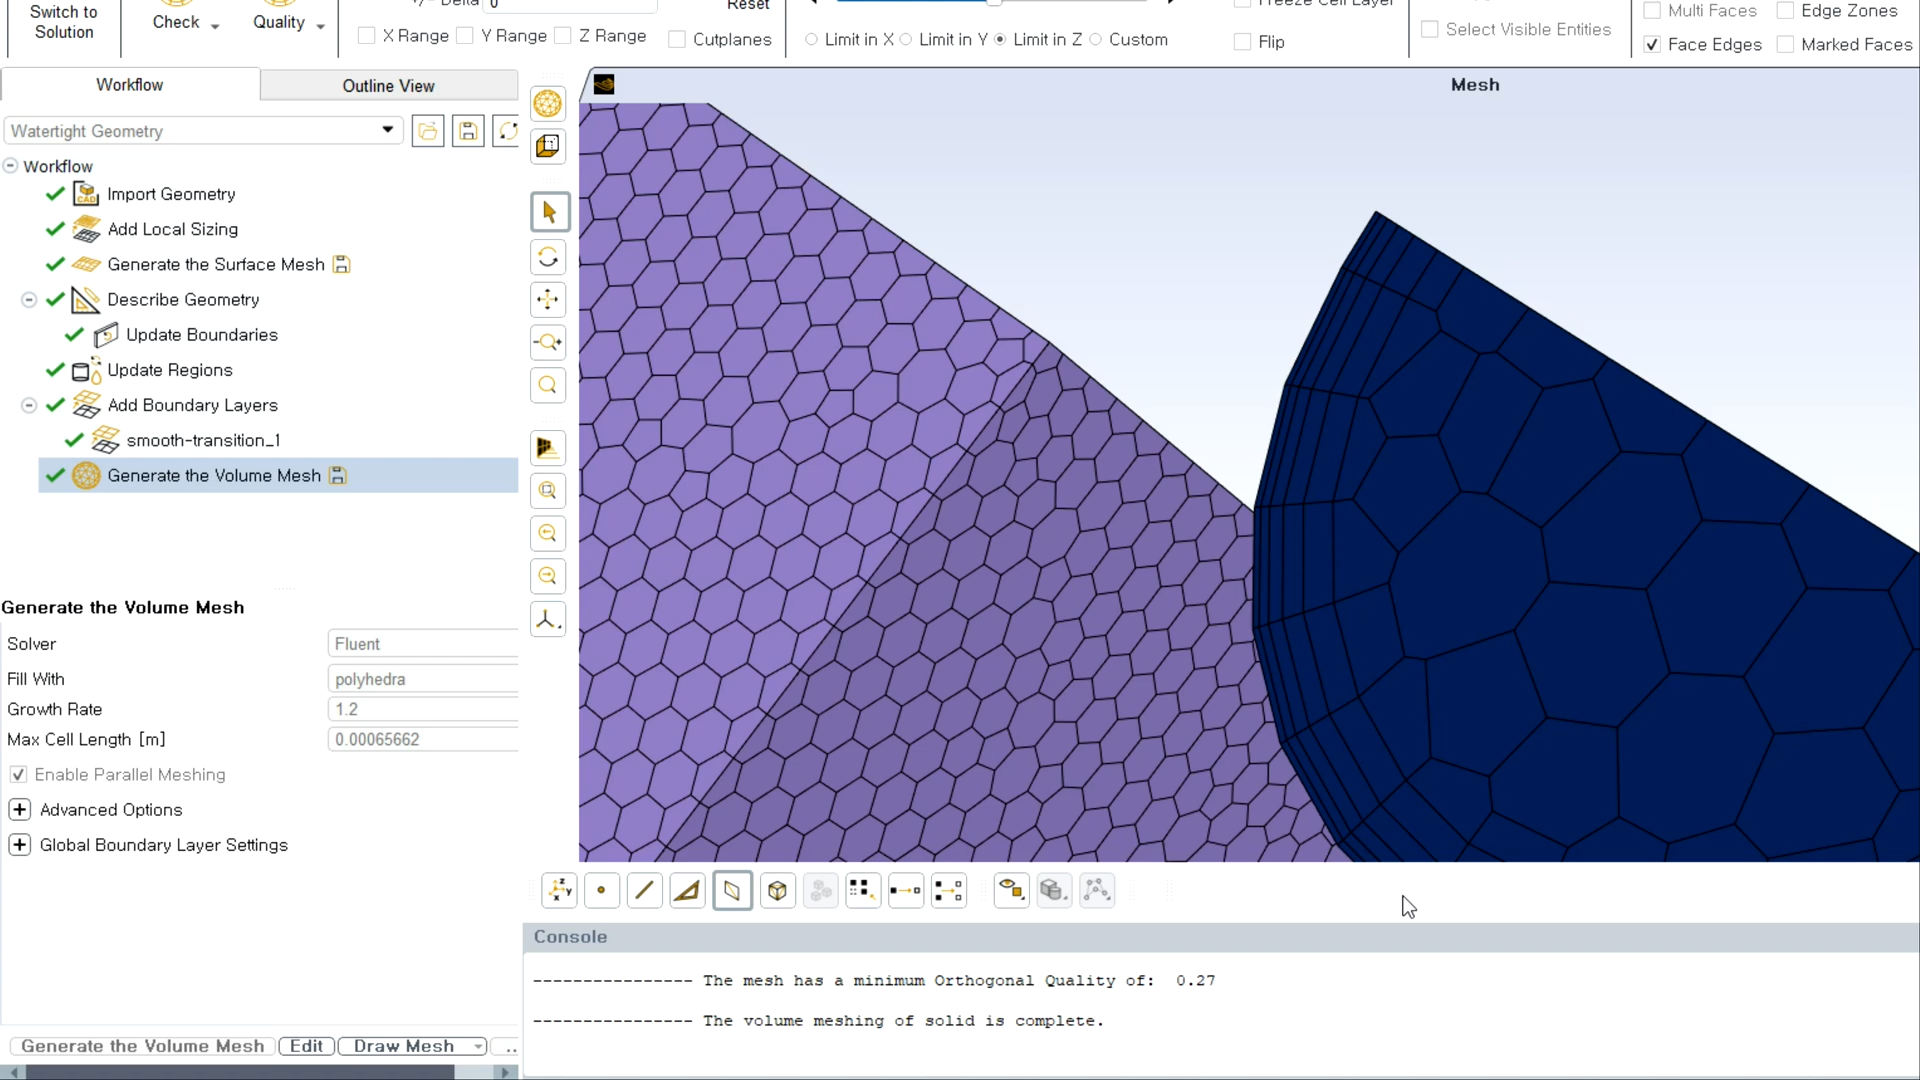 Switch to
Solution
Check
Quality
+/- Delta 0
Reset
X Range
Y Range
Z Range
Cutplanes
Limit in X
Limit in Y
Limit in Z
Custom
Freeze Cell Layer
Flip
Select Visible Entities
Multi Faces
Edge Zones
Face Edges
Marked Faces
Workflow
Outline View
Mesh
Watertight Geometry
Workflow
Import Geometry
Add Local Sizing
Generate the Surface Mesh
Describe Geometry
Update Boundaries
Update Regions
Add Boundary Layers
smooth-transition_1
Generate the Volume Mesh
Generate the Volume Mesh
Solver Fluent
Fill With polyhedra
Growth Rate 1.2
Max Cell Length [m] 0.00065662
Enable Parallel Meshing
Advanced Options
Global Boundary Layer Settings
Generate the Volume Mesh
Edit
Draw Mesh
..
Console
---------------- The mesh has a minimum Orthogonal Quality of: 0.27
---------------- The volume meshing of solid is complete.